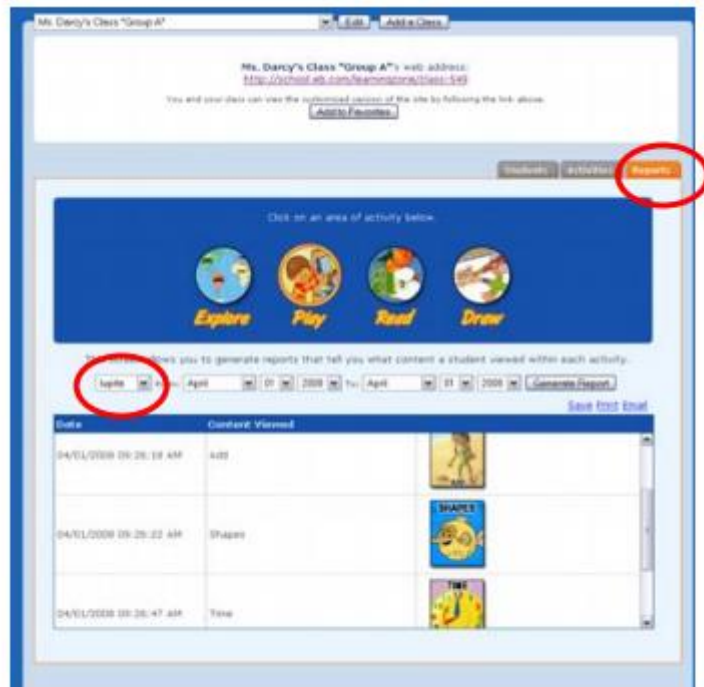 Ms. Darcy's Class "Group A" Edit Add a Class
Ms. Darcy's Class "Group A"'s web address:
http://school.eb.com/learningzone/class-549
You and your class can view the customized version of the site by following the link above.
Add to Favorites
Students Activities Reports
Click on an area of activity below.
Explore Play Read Draw
This screen allows you to generate reports that tell you what content a student viewed within each activity.
From: April 01 2008 To: April 01 2008 Generate Report
Save Print Email
Date Content Viewed
04/01/2008 09:26:18 AM Add
ADD
SHAPES
04/01/2008 09:26:22 AM Shapes
TIME
04/01/2008 09:26:47 AM Time